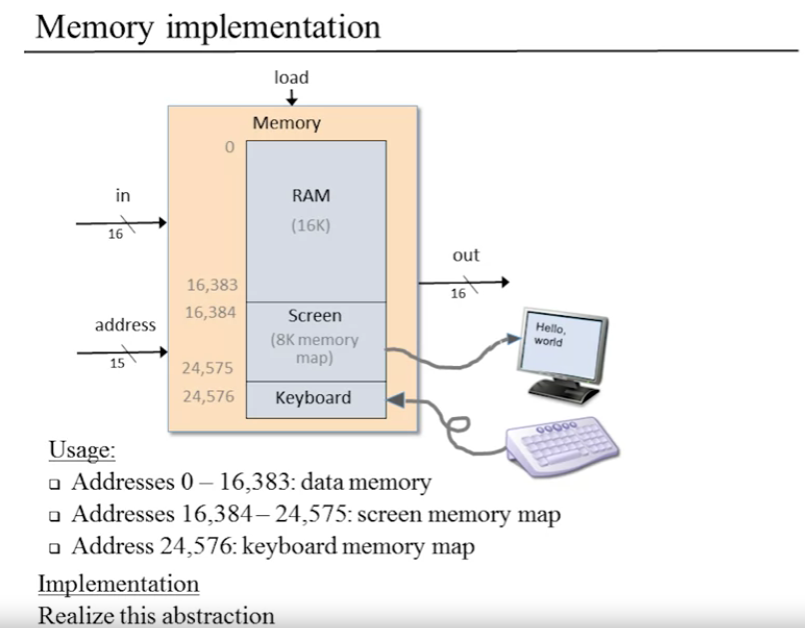 Memory implementation
load
Memory
0
in
RAM
16
(16K)
out
16,383
16
16,384
Screen
address
(8K memory
map)
15
24,575
24,576
Keyboard
Hello,
world
Usage:
Addresses 0 – 16,383: data memory
Addresses 16,384– 24,575: screen memory map
Address 24,576: keyboard memory map
Implementation
Realize this abstraction